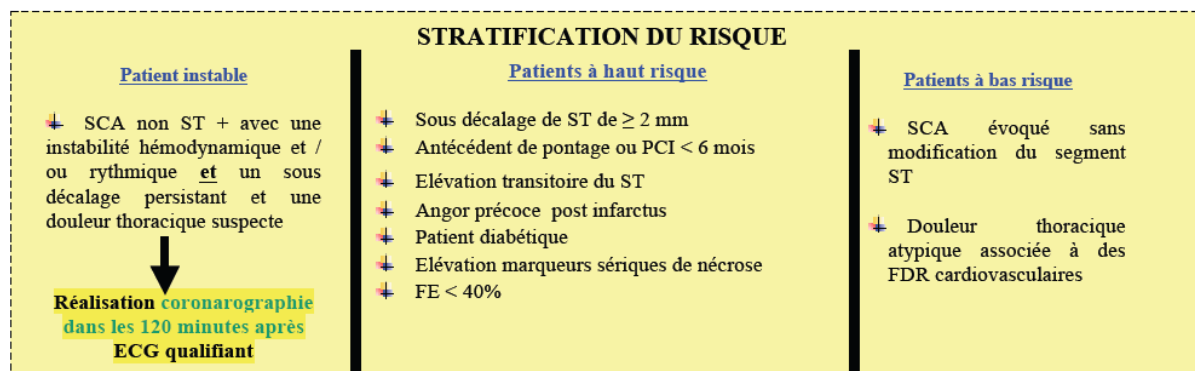 STRATIFICATION DU RISQUE
Patient instable
SCA non ST + avec une
instabilité hémodynamique et /
ou rythmique et un sous
décalage persistant et une
douleur thoracique suspecte
Réalisation coronarographie
dans les 120 minutes après
ECG qualifiant
Patients à haut risque
Sous décalage de ST de ≥ 2 mm
Antécédent de pontage ou PCI < 6 mois
Elévation transitoire du ST
Angor précoce post infarctus
Patient diabétique
Elévation marqueurs sériques de nécrose
FE < 40%
Patients à bas risque
SCA évoqué sans
modification du segment
ST
Douleur thoracique
atypique associée à des
FDR cardiovasculaires